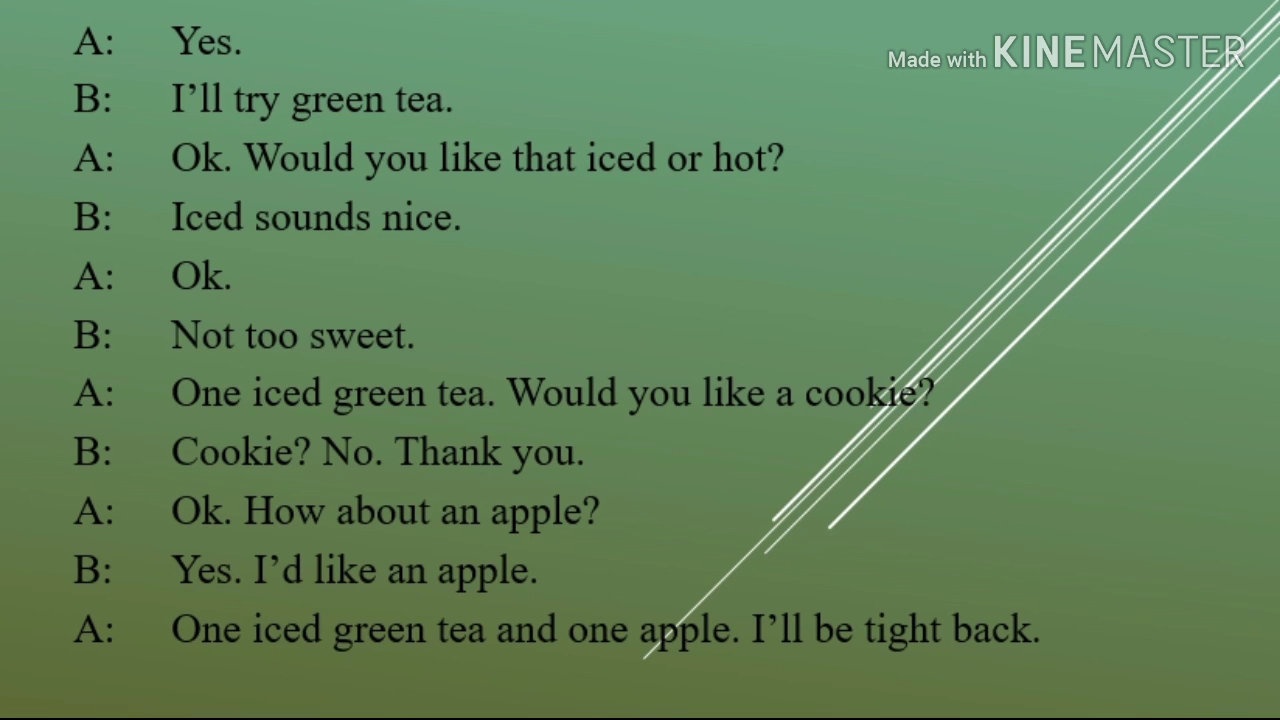 Made with KINEMASTER
A: Yes.
B: I’ll try green tea.
A: Ok. Would you like that iced or hot?
B: Iced sounds nice.
A: Ok.
B: Not too sweet.
A: One iced green tea. Would you like a cookie?
B: Cookie? No. Thank you.
A: Ok. How about an apple?
B: Yes. I’d like an apple.
A: One iced green tea and one apple. I’ll be tight back.